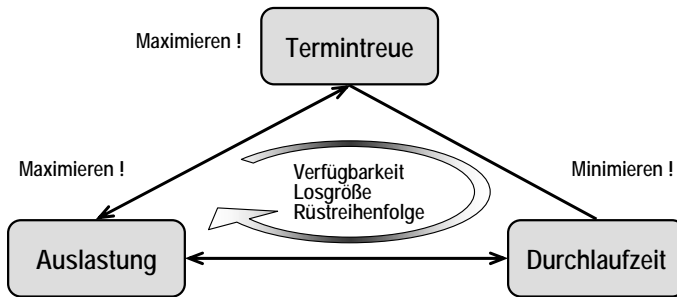 Maximieren !
Termintreue
Maximieren !
Minimieren !
Verfügbarkeit
Losgröße
Rüstreihenfolge
Auslastung
Durchlaufzeit